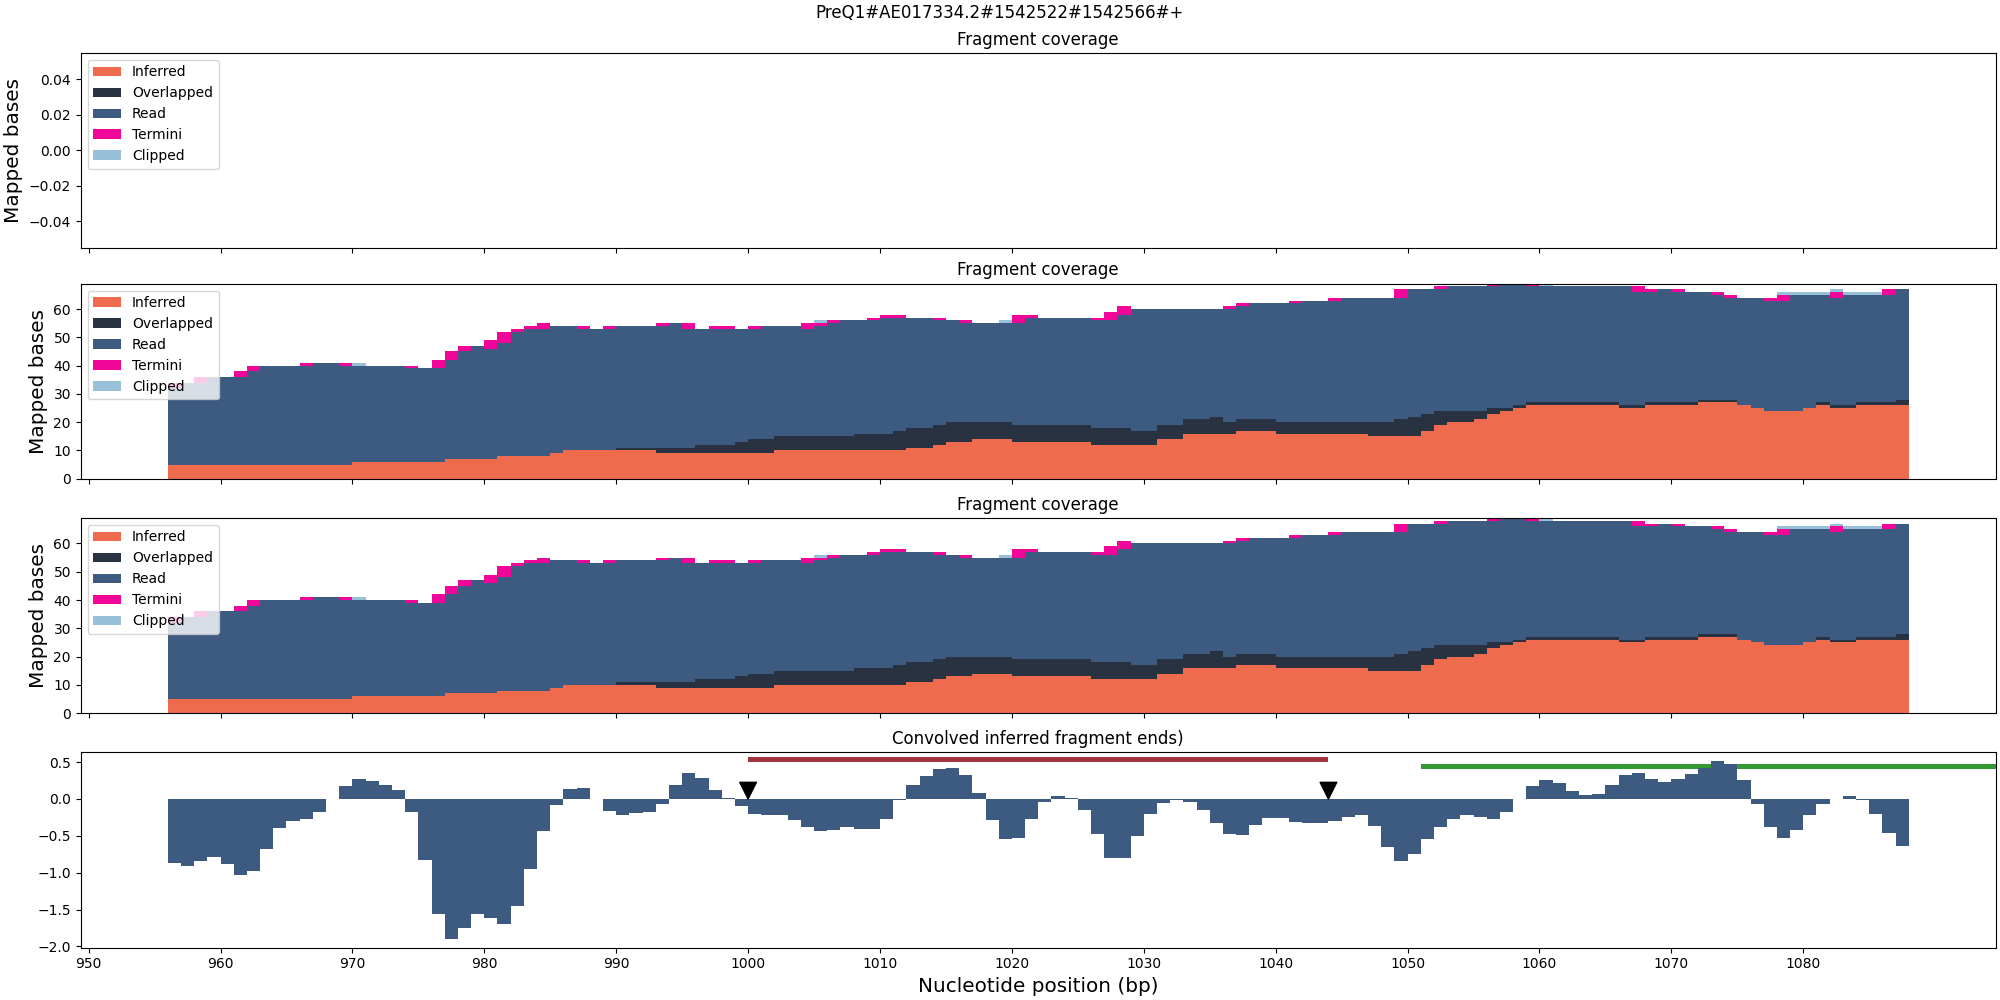 PreQ1#AE017334.2#1542522#1542566#+
Fragment coverage
Mapped bases
0.04
0.02
0.00
−0.02
−0.04
Inferred
Overlapped
Read
Termini
Clipped
Fragment coverage
Mapped bases
60
50
40
30
20
10
0
Inferred
Overlapped
Read
Termini
Clipped
Fragment coverage
Mapped bases
60
50
40
30
20
10
0
Inferred
Overlapped
Read
Termini
Clipped
Convolved inferred fragment ends)
0.5
0.0
−0.5
−1.0
−1.5
−2.0
950 960 970 980 990 1000 1010 1020 1030 1040 1050 1060 1070 1080
Nucleotide position (bp)